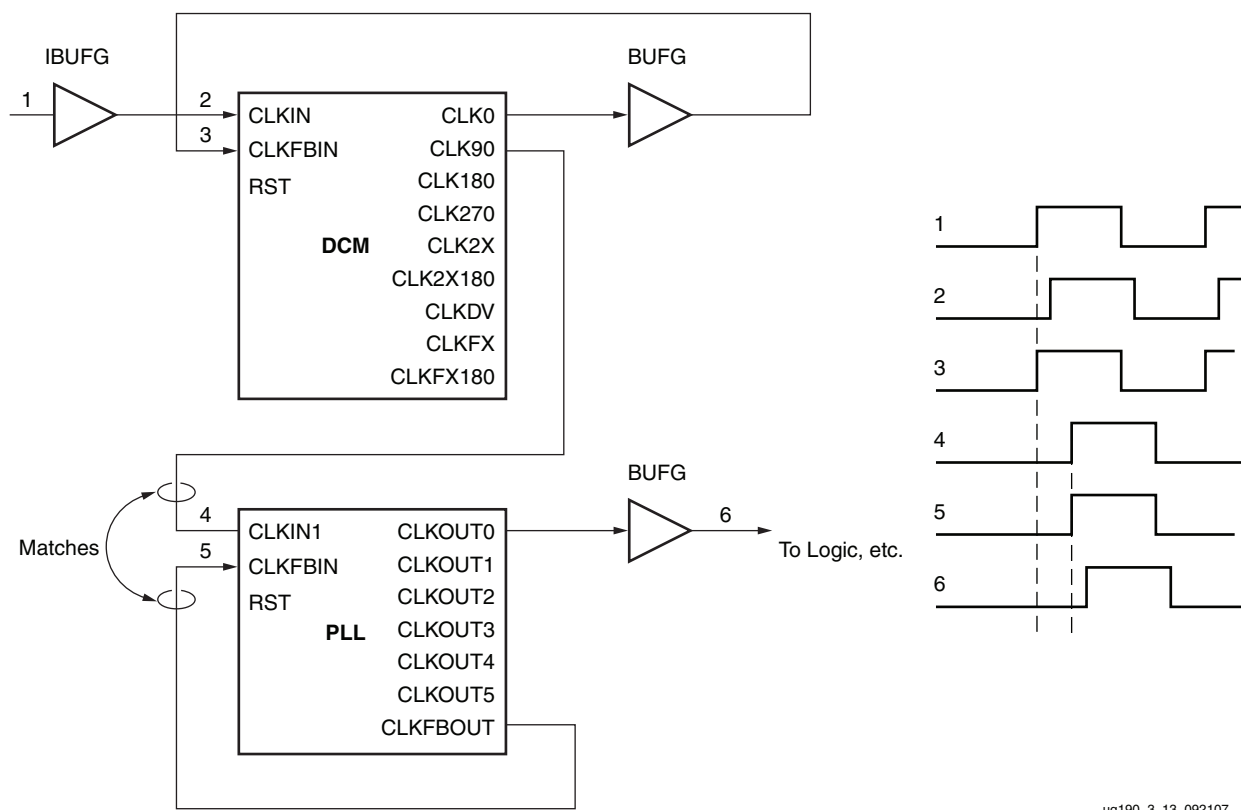 IBUFG
BUFG
1
2
3
CLKIN
CLKFBIN
RST
DCM
CLK0
CLK90
CLK180
CLK270
CLK2X
CLK2X180
CLKDV
CLKFX
CLKFX180
Matches
4
5
CLKIN1
CLKFBIN
RST
PLL
CLKOUT0
CLKOUT1
CLKOUT2
CLKOUT3
CLKOUT4
CLKOUT5
CLKFBOUT
BUFG
6
To Logic, etc.
1
2
3
4
5
6
ug190_3_13_092107